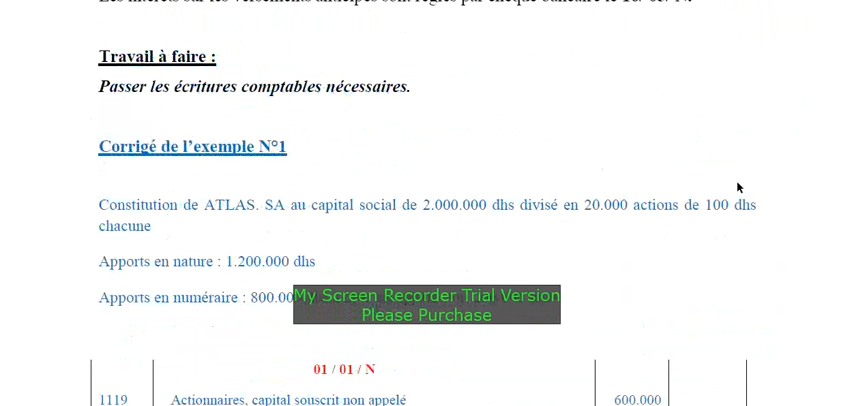 Travail à faire :
Passer les écritures comptables nécessaires.
Corrigé de l'exemple N°1
Constitution de ATLAS. SA au capital social de 2.000.000 dhs divisé en 20.000 actions de 100 dhs
chacune
Apports en nature : 1.200.000 dhs
Apports en numéraire : 800.00
My Screen Recorder Trial Version
Please Purchase
01 / 01 / N
1119 Actionnaires, capital souscrit non appelé 600.000